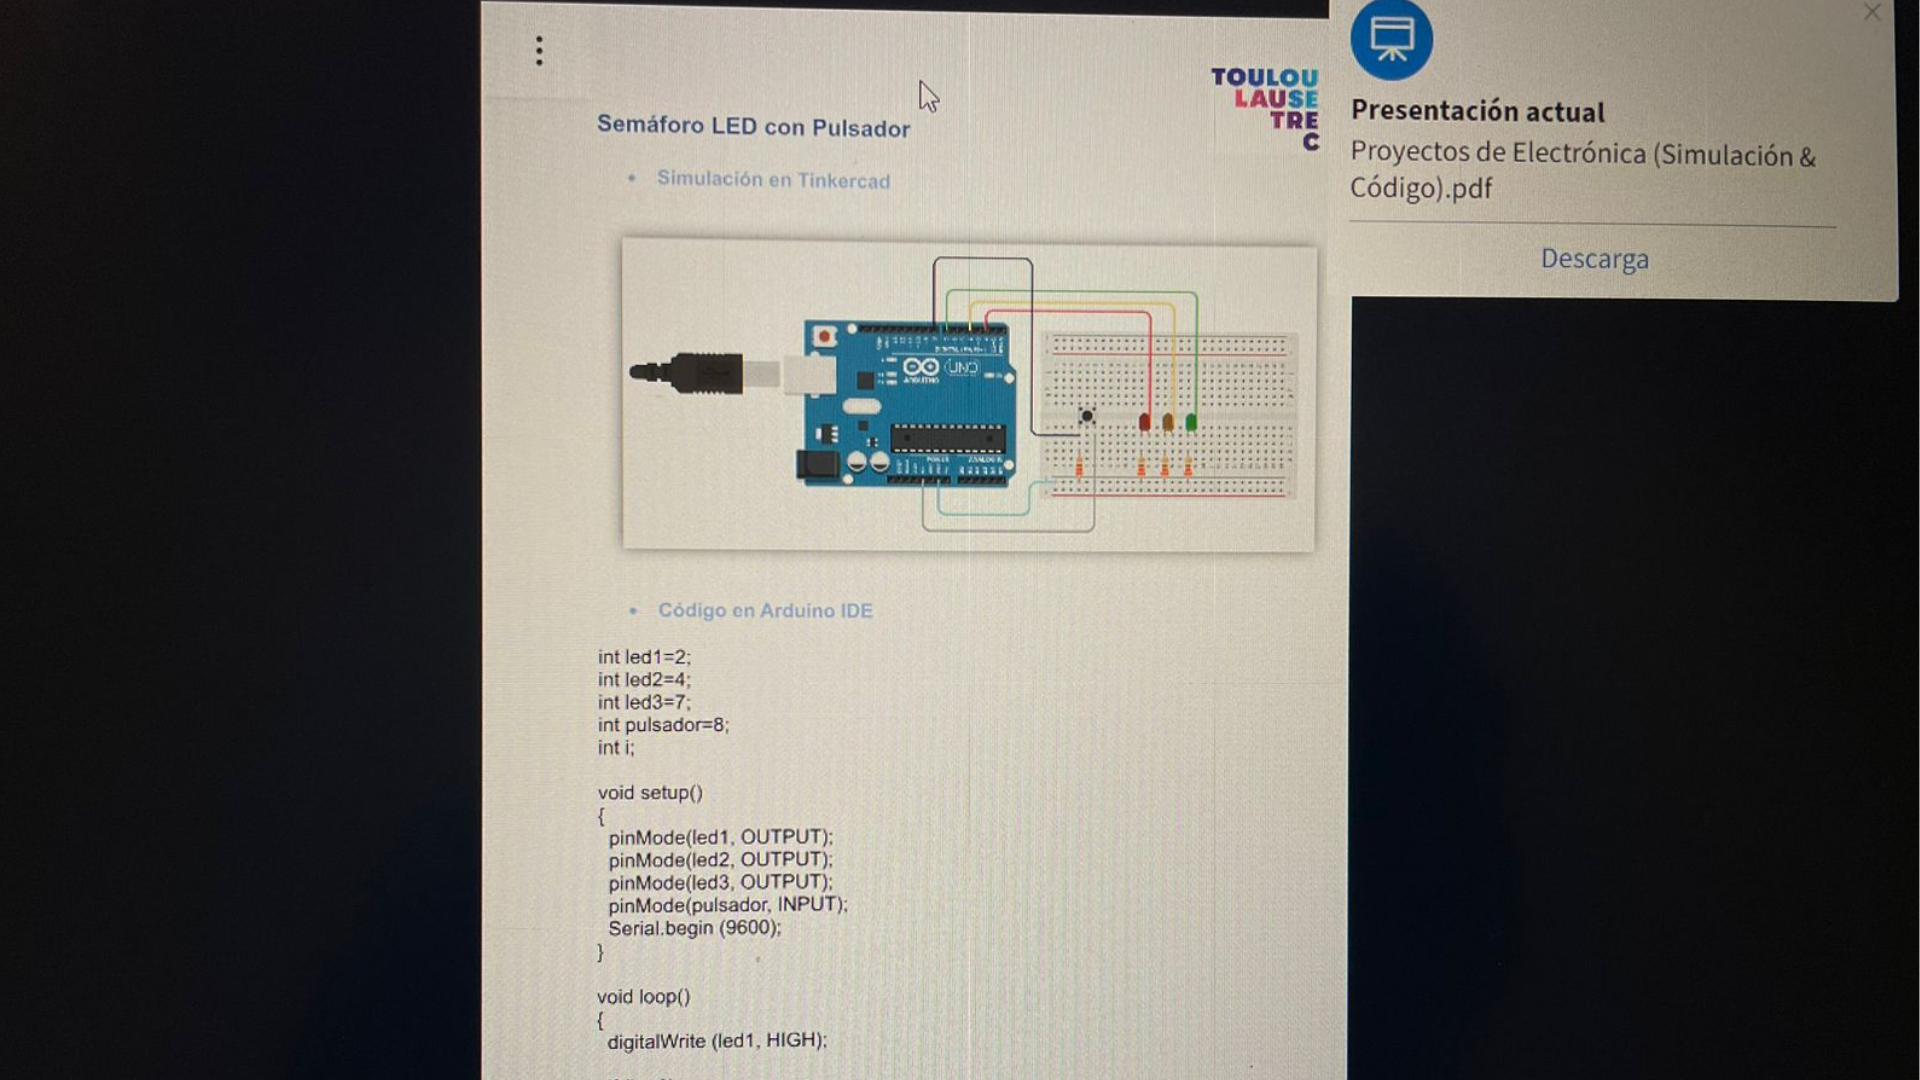 TOULOU
LAUSE
TRE
C
Semáforo LED con Pulsador
• Simulación en Tinkercad
ARDUINO
UNO
POWER
• Código en Arduino IDE
int led1=2;
int led2=4;
int led3=7;
int pulsador=8;
int i;
void setup()
{
pinMode(led1, OUTPUT);
pinMode(led2, OUTPUT);
pinMode(led3, OUTPUT);
pinMode(pulsador, INPUT);
Serial.begin (9600);
}
void loop()
{
digitalWrite (led1, HIGH);
Presentación actual
Proyectos de Electrónica (Simulación &
Código).pdf
Descarga